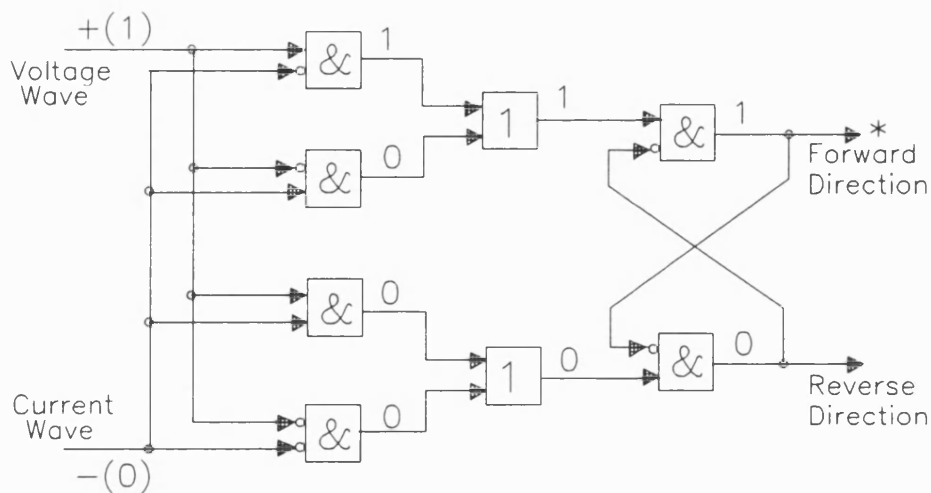 +(1)
Voltage
Wave
&
1
&
0
1
1
&
1
*
Forward
Direction
&
0
&
0
1
0
&
0
Reverse
Direction
Current
Wave
-(0)